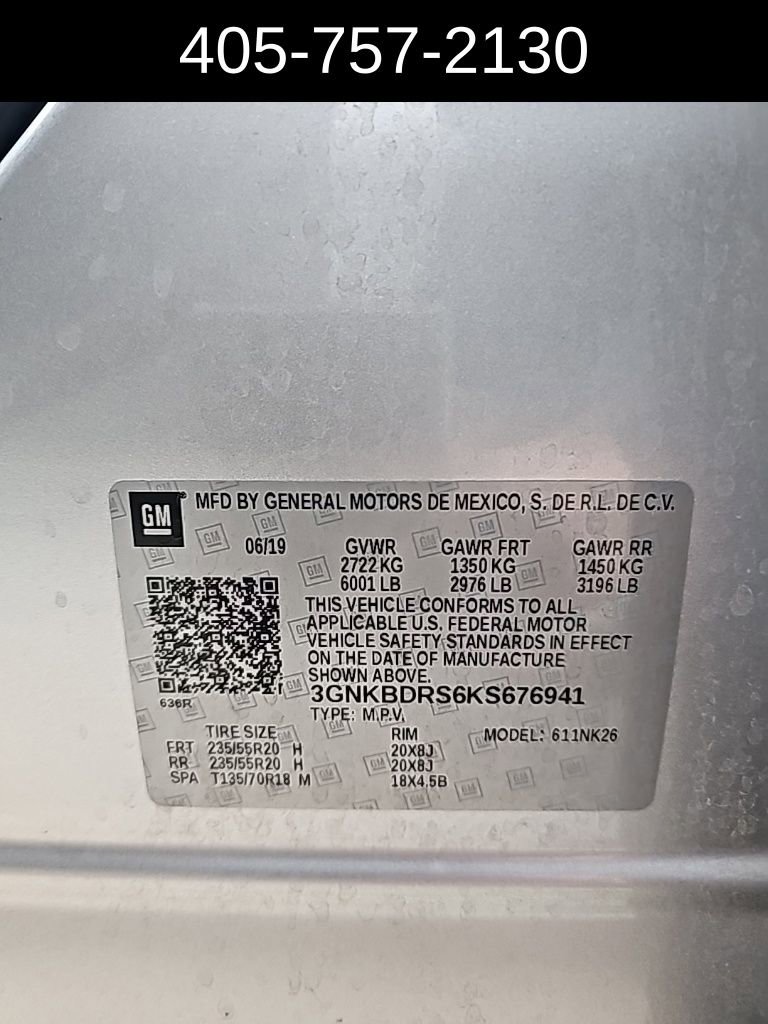 405-757-2130
GM ® MFD BY GENERAL MOTORS DE MEXICO, S. DE R.L. DE C.V.
06/19 GVWR GAWR FRT GAWR RR
2722 KG 1350 KG 1450 KG
6001 LB 2976 LB 3196 LB
THIS VEHICLE CONFORMS TO ALL
APPLICABLE U.S. FEDERAL MOTOR
VEHICLE SAFETY STANDARDS IN EFFECT
ON THE DATE OF MANUFACTURE
SHOWN ABOVE.
636R 3GNKBDRS6KS676941
TYPE: M.P.V.
TIRE SIZE RIM MODEL: 611NK26
FRT 235/55R20 H 20X8J
RR 235/55R20 H 20X8J
SPA T135/70R18 M 18X4.5B